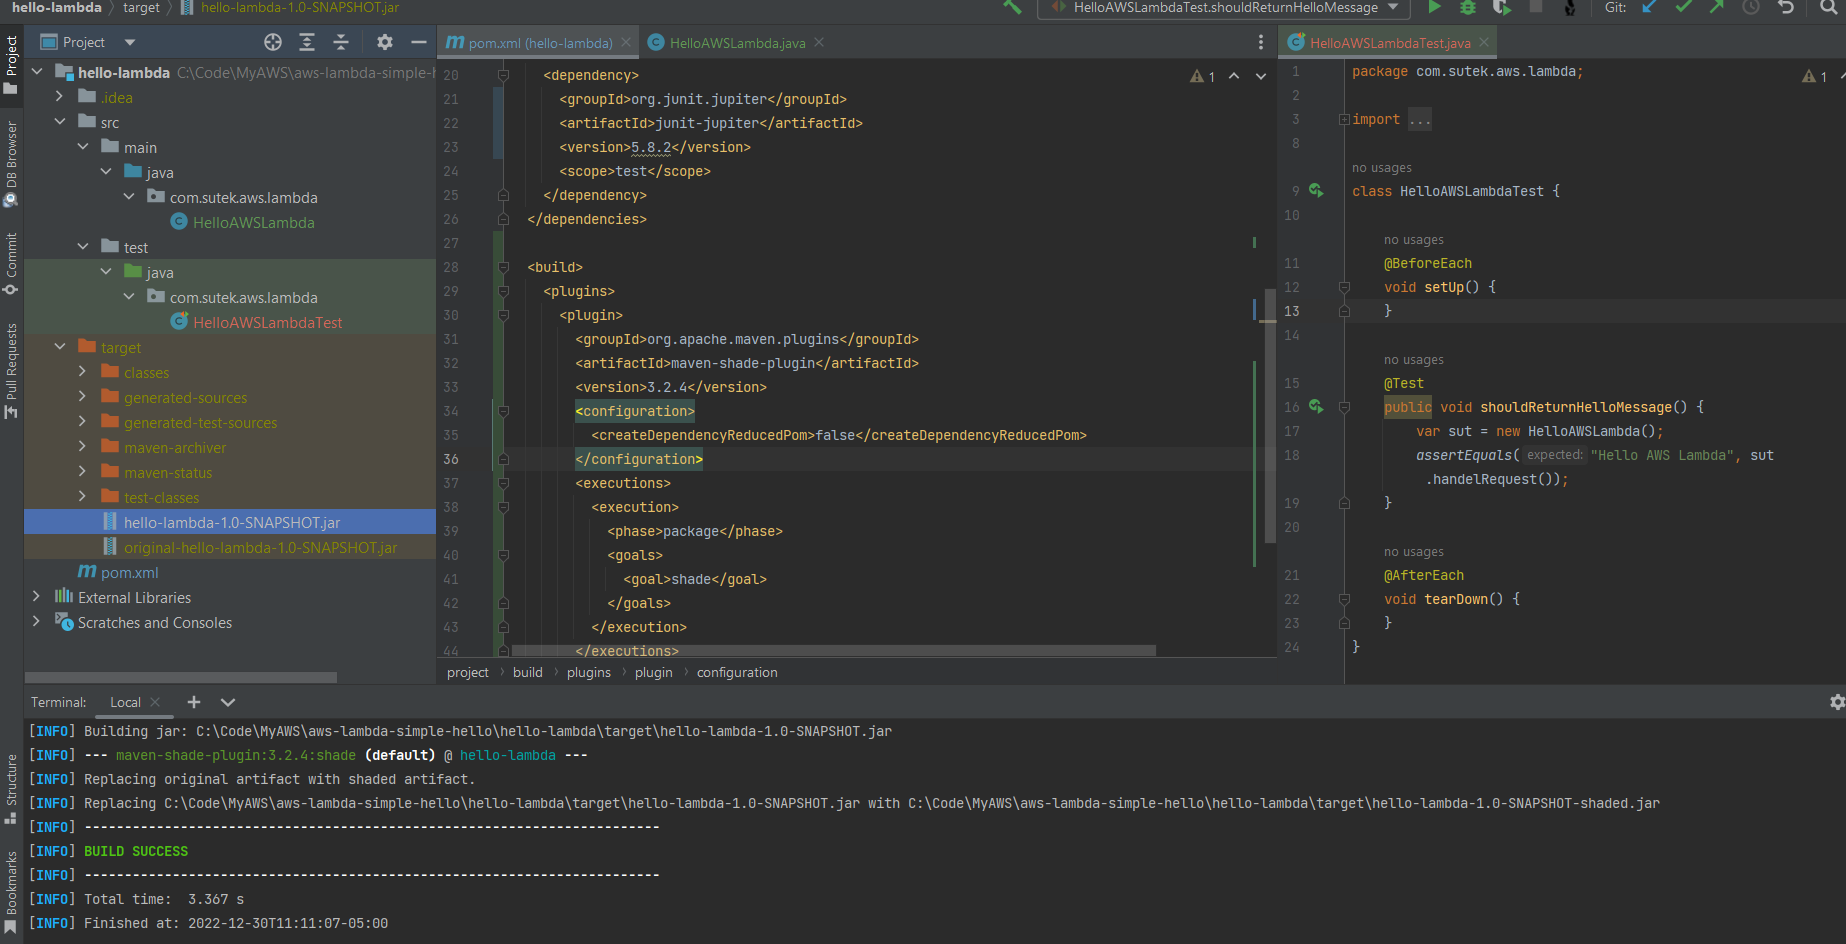 hello-lambda target hello-lambda-1.0-SNAPSHOT.jar
HelloAWSLambdaTest.shouldReturnHelloMessage
Git:
Project
DB Browser
Commit
Pull Requests
Structure
Bookmarks
Project
hello-lambda C:\Code\MyAWS\aws-lambda-simple-
.idea
src
main
java
com.sutek.aws.lambda
HelloAWSLambda
test
java
com.sutek.aws.lambda
HelloAWSLambdaTest
target
classes
generated-sources
generated-test-sources
maven-archiver
maven-status
test-classes
hello-lambda-1.0-SNAPSHOT.jar
original-hello-lambda-1.0-SNAPSHOT.jar
m pom.xml
External Libraries
Scratches and Consoles
m pom.xml (hello-lambda)
HelloAWSLambda.java
1
20 <dependency>
21 <groupId>org.junit.jupiter</groupId>
22 <artifactId>junit-jupiter</artifactId>
23 <version>5.8.2</version>
24 <scope>test</scope>
25 </dependency>
26 </dependencies>
27
28 <build>
29 <plugins>
30 <plugin>
31 <groupId>org.apache.maven.plugins</groupId>
32 <artifactId>maven-shade-plugin</artifactId>
33 <version>3.2.4</version>
34 <configuration>
35 <createDependencyReducedPom>false</createDependencyReducedPom>
36 </configuration>
37 <executions>
38 <execution>
39 <phase>package</phase>
40 <goals>
41 <goal>shade</goal>
42 </goals>
43 </execution>
44 </executions>
project build plugins plugin configuration
HelloAWSLambdaTest.java
1
1 package com.sutek.aws.lambda;
2
3 import ...
8
no usages
9 class HelloAWSLambdaTest {
10
no usages
11 @BeforeEach
12 void setUp() {
13 }
14
no usages
15 @Test
16 public void shouldReturnHelloMessage() {
17 var sut = new HelloAWSLambda();
18 assertEquals( expected: "Hello AWS Lambda", sut
.handelRequest());
19 }
20
no usages
21 @AfterEach
22 void tearDown() {
23 }
24 }
Terminal: Local
[INFO] Building jar: C:\Code\MyAWS\aws-lambda-simple-hello\hello-lambda\target\hello-lambda-1.0-SNAPSHOT.jar
[INFO] --- maven-shade-plugin:3.2.4:shade (default) @ hello-lambda ---
[INFO] Replacing original artifact with shaded artifact.
[INFO] Replacing C:\Code\MyAWS\aws-lambda-simple-hello\hello-lambda\target\hello-lambda-1.0-SNAPSHOT.jar with C:\Code\MyAWS\aws-lambda-simple-hello\hello-lambda\target\hello-lambda-1.0-SNAPSHOT-shaded.jar
[INFO] ------------------------------------------------------------------------
[INFO] BUILD SUCCESS
[INFO] ------------------------------------------------------------------------
[INFO] Total time:  3.367 s
[INFO] Finished at: 2022-12-30T11:11:07-05:00